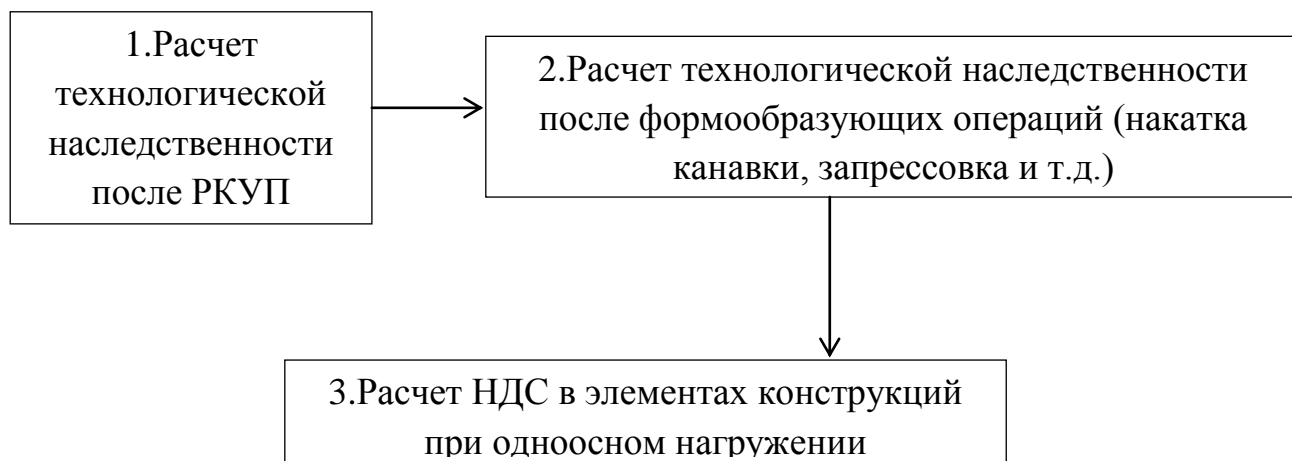 1.Расчет
технологической
наследственности
после РКУП
2.Расчет технологической наследственности
после формообразующих операций (накатка
канавки, запрессовка и т.д.)
3.Расчет НДС в элементах конструкций
при одноосном нагружении